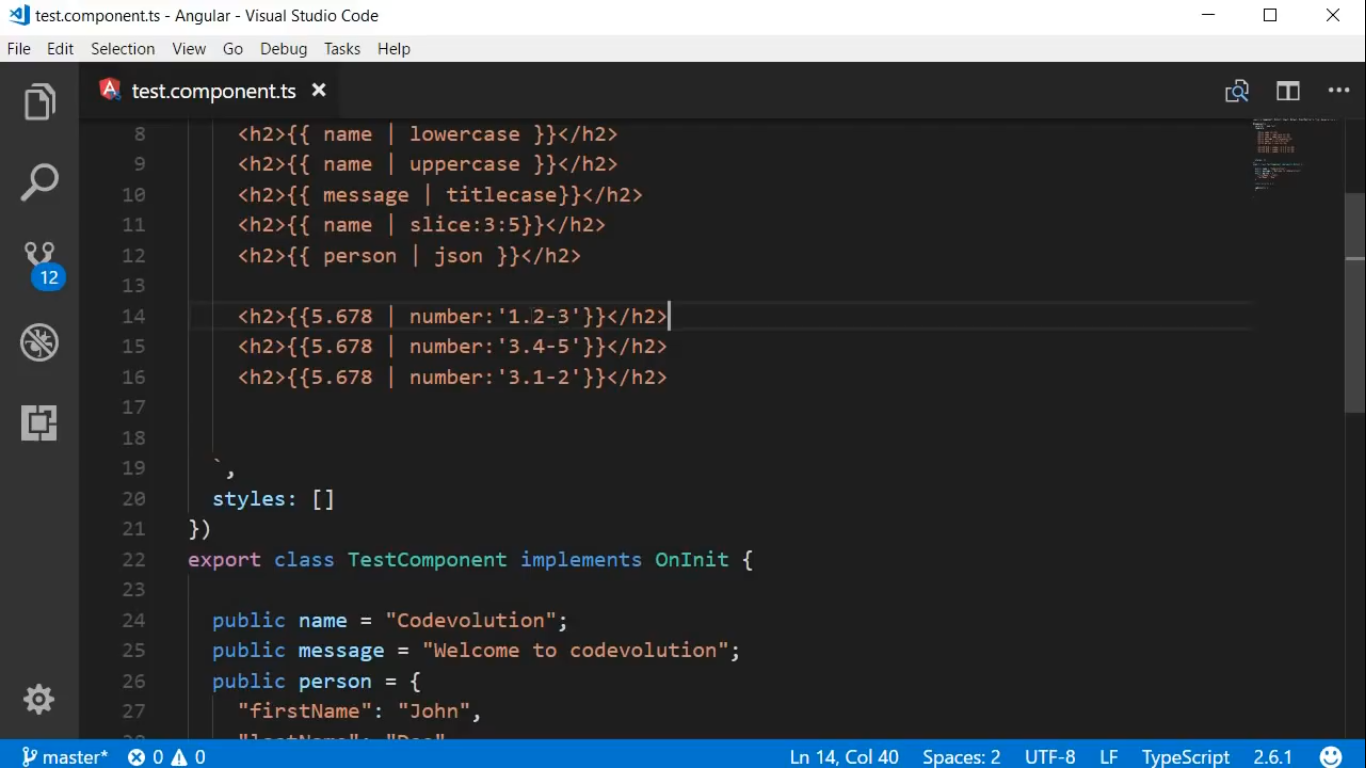 test.component.ts - Angular - Visual Studio Code
File Edit Selection View Go Debug Tasks Help
test.component.ts
8 <h2>{{ name | lowercase }}</h2>
9 <h2>{{ name | uppercase }}</h2>
10 <h2>{{ message | titlecase}}</h2>
11 <h2>{{ name | slice:3:5}}</h2>
12 <h2>{{ person | json }}</h2>
13
14 <h2>{{5.678 | number:'1.2-3'}}</h2>
15 <h2>{{5.678 | number:'3.4-5'}}</h2>
16 <h2>{{5.678 | number:'3.1-2'}}</h2>
17
18
19 `,
20 styles: []
21 })
22 export class TestComponent implements OnInit {
23
24 public name = "Codevolution";
25 public message = "Welcome to codevolution";
26 public person = {
27 "firstName": "John",
12
master* 0 0 Ln 14, Col 40 Spaces: 2 UTF-8 LF TypeScript 2.6.1